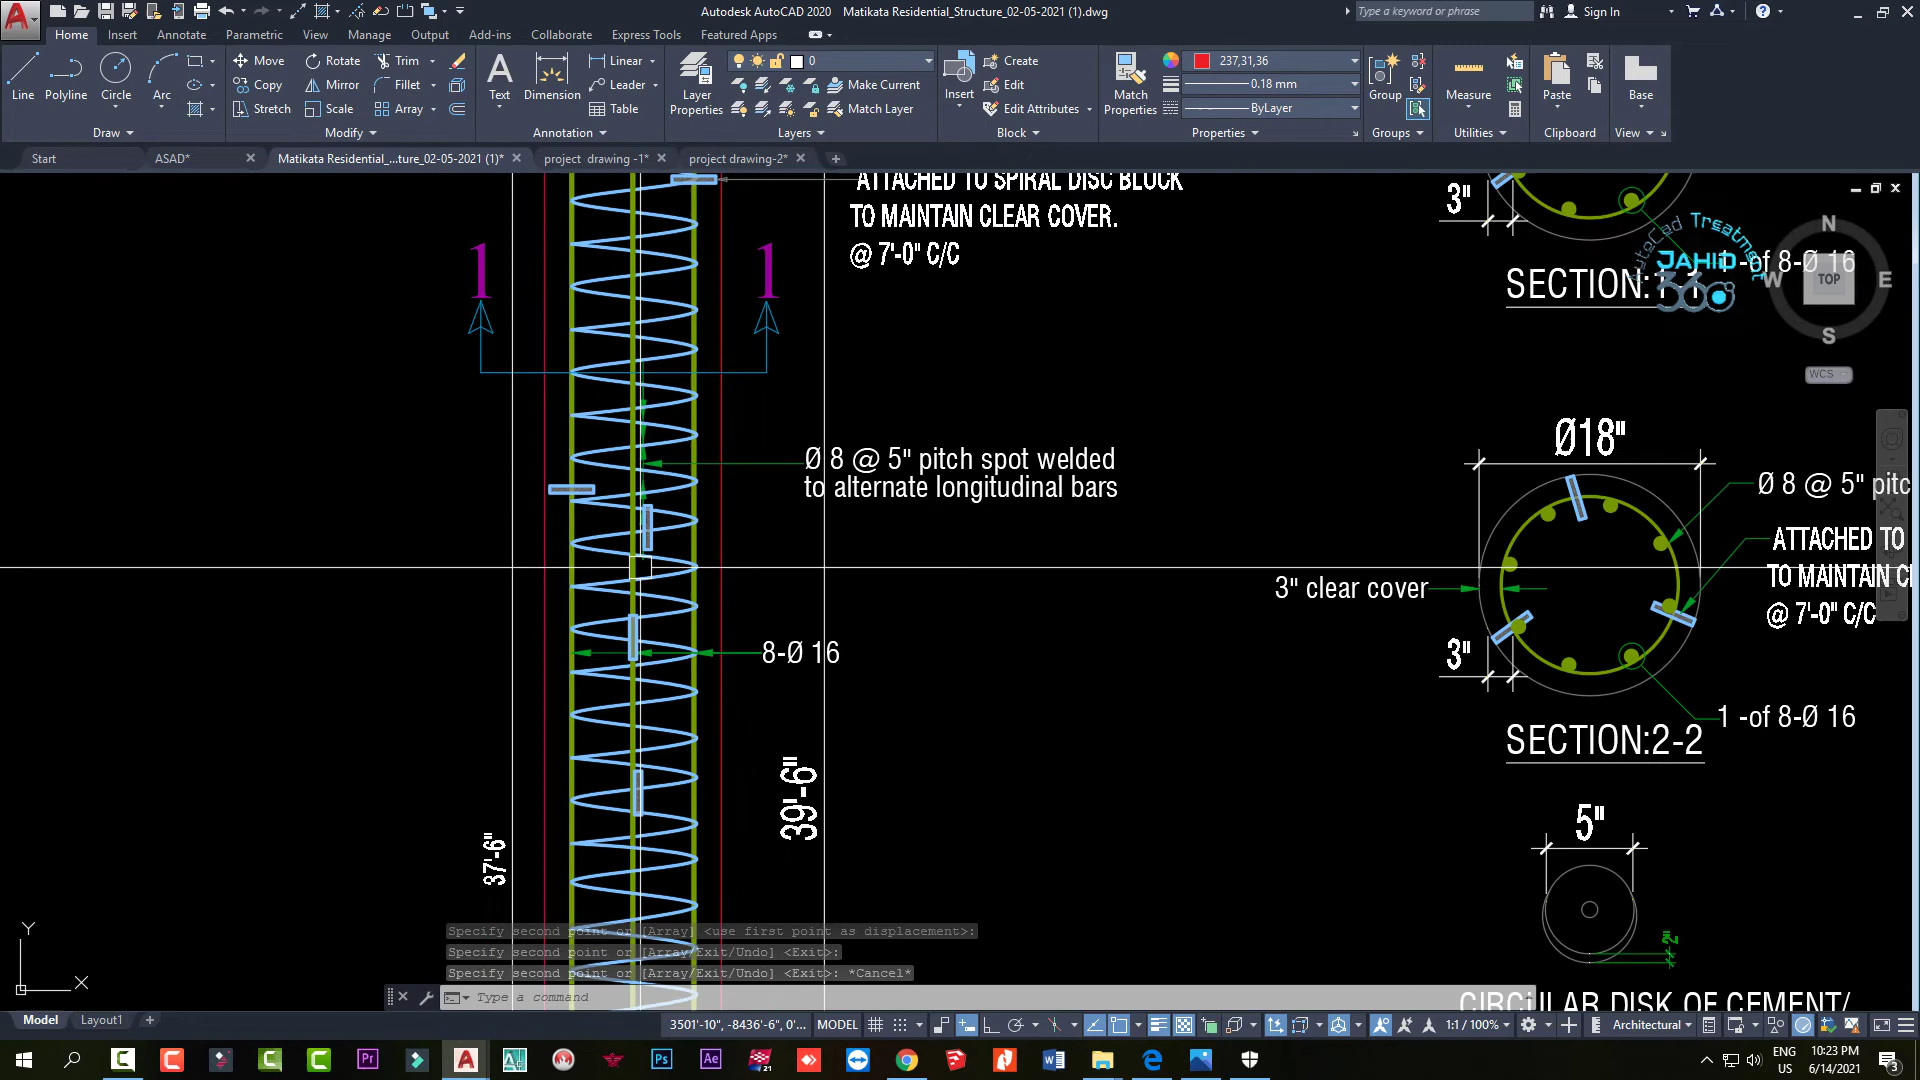 Autodesk AutoCAD 2020 Matikata Residential_Structure_02-05-2021 (1).dwg
Type a keyword or phrase
Sign In
Home Insert Annotate Parametric View Manage Output Add-ins Collaborate Express Tools Featured Apps
Line Polyline Circle Arc
Draw
Move Rotate Trim
Copy Mirror Fillet
Stretch Scale Array
Modify
Text Dimension
Linear
Leader
Table
Annotation
Layer Properties
0
Make Current
Match Layer
Layers
Insert
Create
Edit
Edit Attributes
Block
Match Properties
237,31,36
0.18 mm
ByLayer
Properties
Group
Groups
Measure
Utilities
Paste
Clipboard
Base
View
Start
ASAD*
Matikata Residential_...ture_02-05-2021 (1)*
project drawing -1*
project drawing-2*
ATTACHED TO SPIRAL DISC BLOCK
TO MAINTAIN CLEAR COVER.
@ 7'-0" C/C
1 1
Ø 8 @ 5" pitch spot welded
to alternate longitudinal bars
8-Ø 16
39'-6"
37'-6"
3"
SECTION:1-1
1 -of 8-Ø 16
AutoCad Treatment
JAHID
360
N
W TOP E
S
WCS
Ø18"
Ø 8 @ 5" pitc
ATTACHED TO
TO MAINTAIN C
@ 7'-0" C/C
3" clear cover
3"
1 -of 8-Ø 16
SECTION:2-2
5"
2"
CIRCULAR DISK OF CEMENT/
Y
X
Specify second point or [Array] <use first point as displacement>:
Specify second point or [Array/Exit/Undo] <Exit>:
Specify second point or [Array/Exit/Undo] <Exit>: *Cancel*
Type a command
Model Layout1
3501'-10", -8436'-6", 0'... MODEL
1:1 / 100%
Architectural
ENG
US
10:23 PM
6/14/2021
3